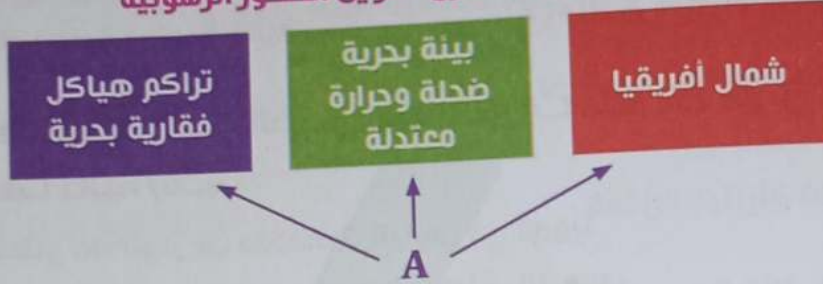 شمال أفريقيا
بيئة بحرية
ضحلة وحرارة
معتدلة
تراكم هياكل
فقارية بحرية
A